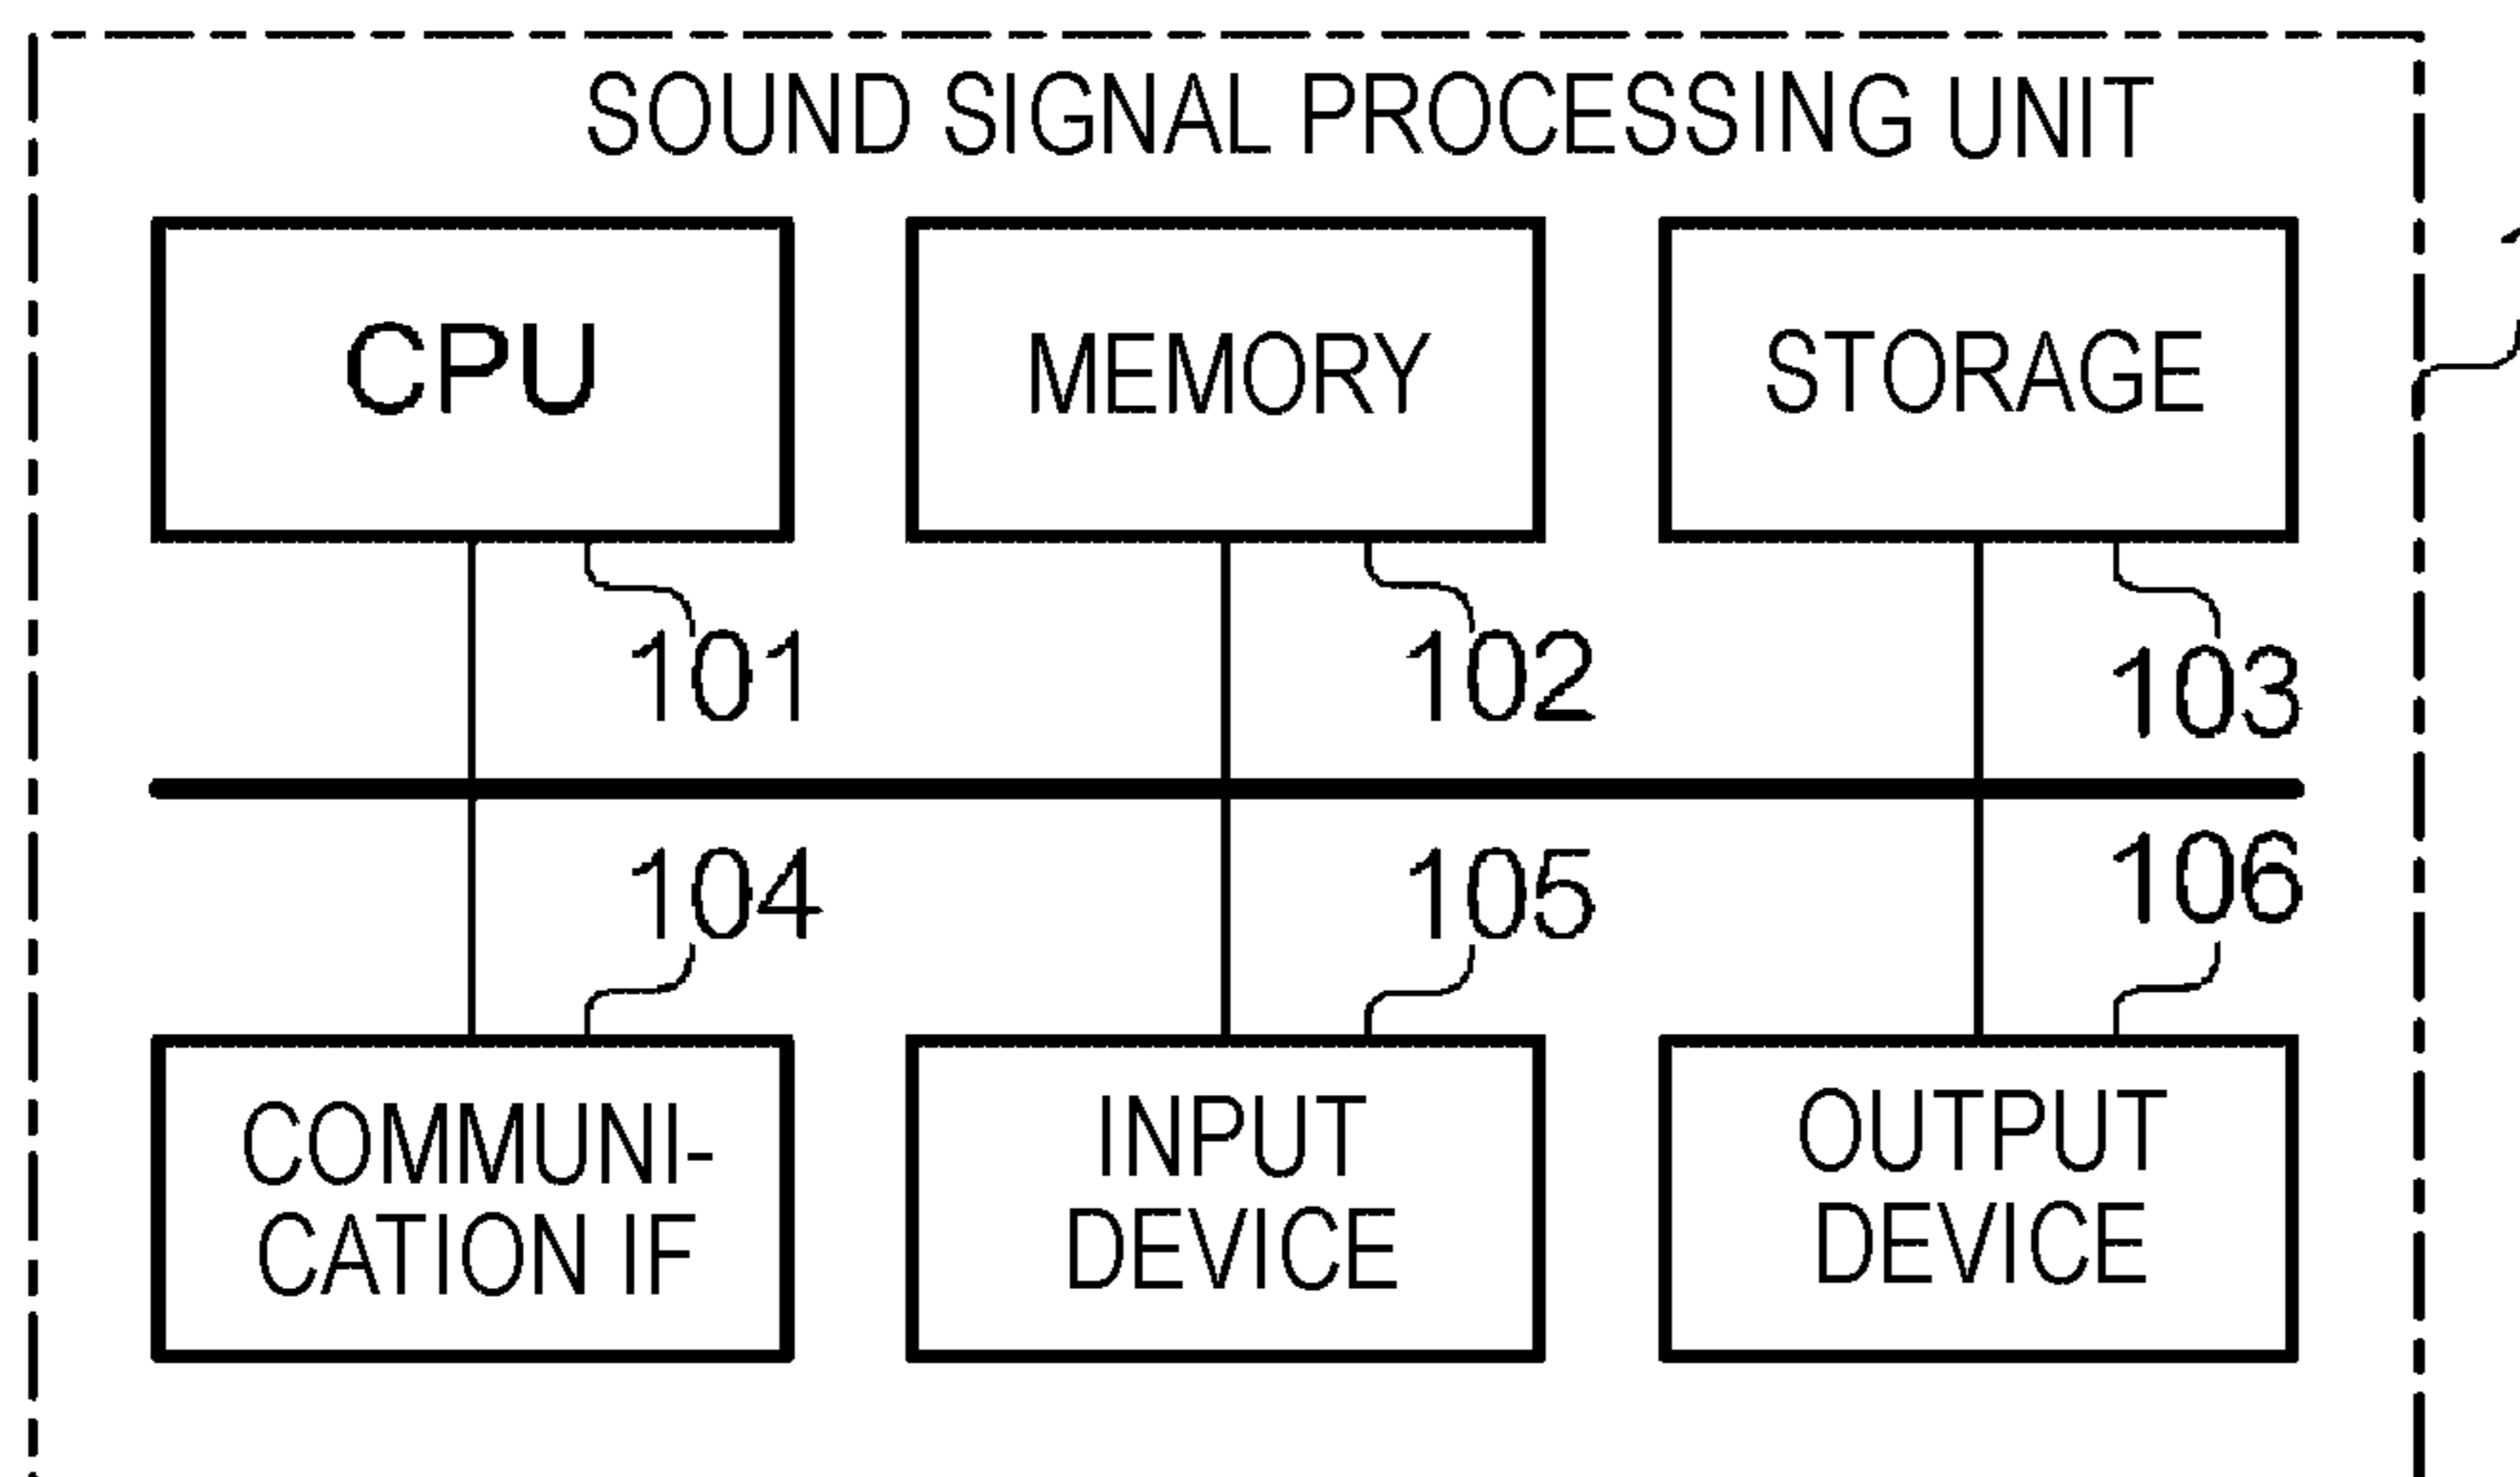 SOUND SIGNAL PROCESSING UNIT
CPU
MEMORY
STORAGE
101
102
103
104
105
106
COMMUNI-
CATION IF
INPUT
DEVICE
OUTPUT
DEVICE